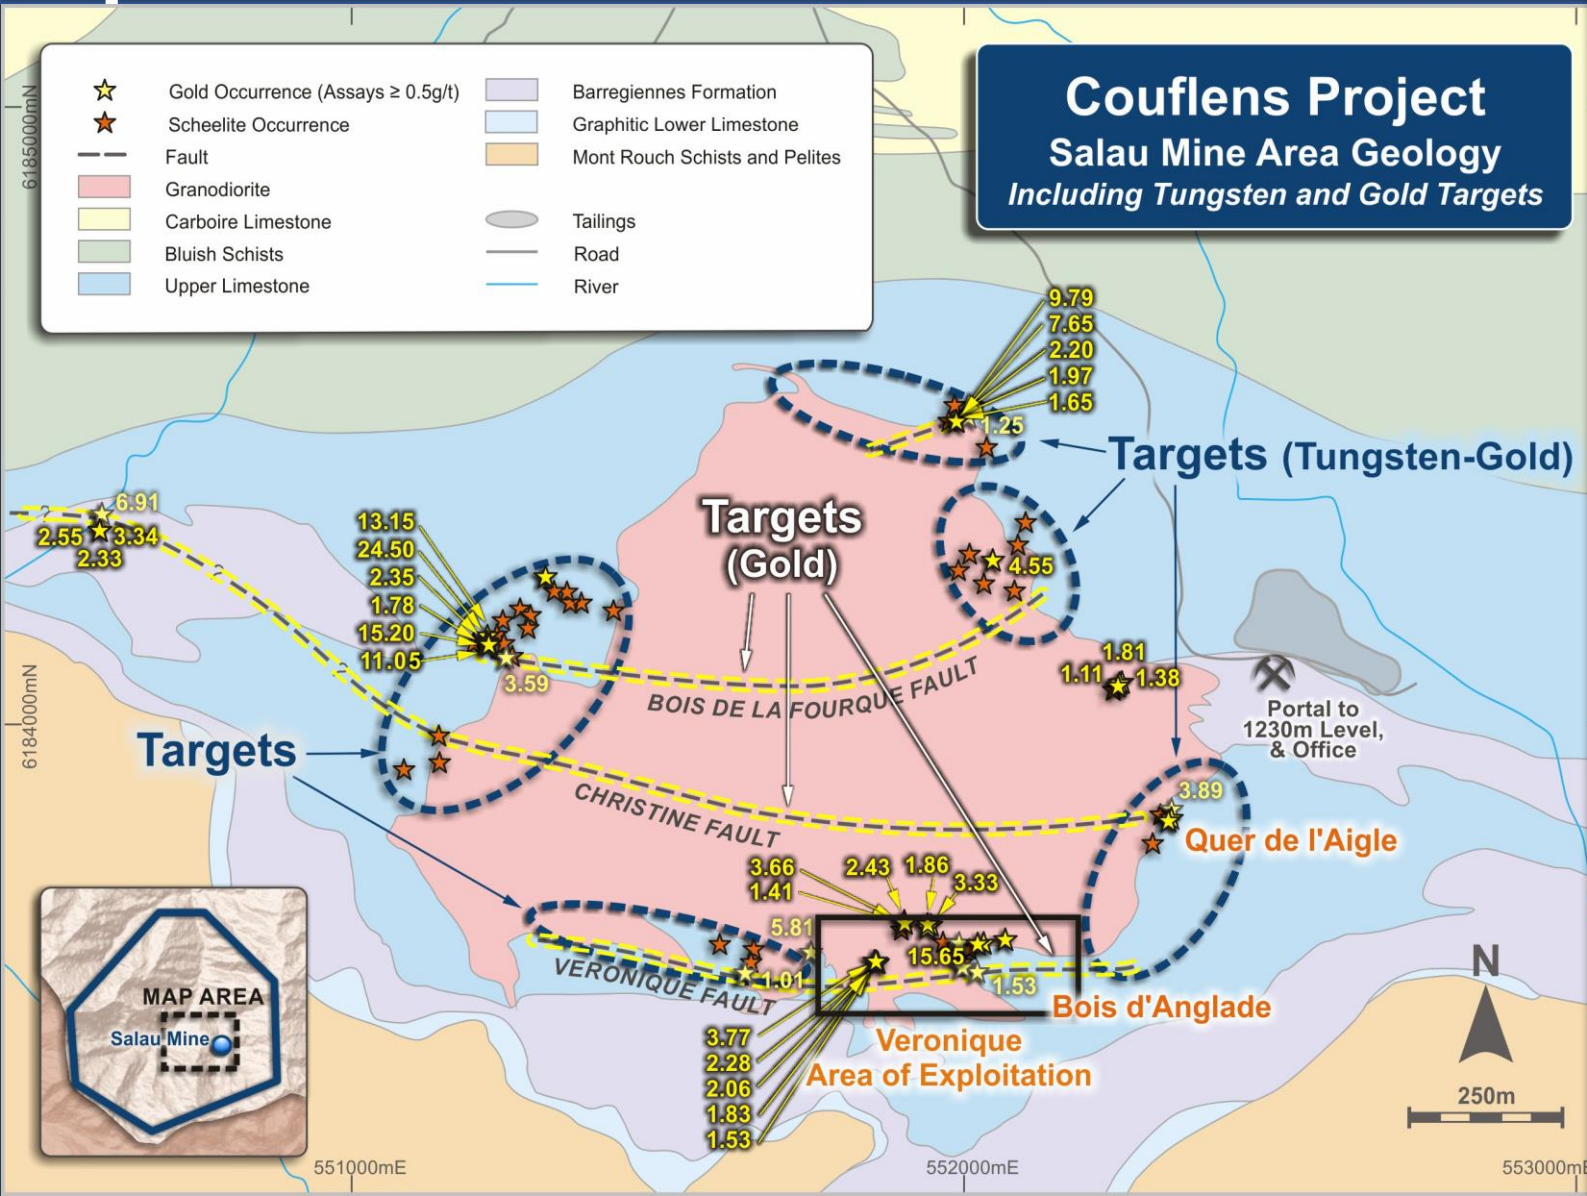 Couflens Project
Salau Mine Area Geology
Including Tungsten and Gold Targets
Gold Occurrence (Assays ≥ 0.5g/t)
Scheelite Occurrence
Fault
Granodiorite
Carboire Limestone
Bluish Schists
Upper Limestone
Barregiennes Formation
Graphitic Lower Limestone
Mont Rouch Schists and Pelites
Tailings
Road
River
6185000mN
9.79
7.65
2.20
1.97
1.65
1.25
Targets (Tungsten-Gold)
Targets
(Gold)
6.91
2.55
3.34
2.33
?
?
?
13.15
24.50
2.35
1.78
15.20
11.05
3.59
4.55
BOIS DE LA FOURQUE FAULT
1.81
1.11
1.38
6184000mN
Portal to
1230m Level,
& Office
Targets
CHRISTINE FAULT
3.89
Quer de l'Aigle
3.66
1.41
2.43
1.86
3.33
5.81
15.65
1.01
1.53
VERONIQUE FAULT
Bois d'Anglade
3.77
2.28
2.06
1.83
1.53
Veronique
Area of Exploitation
MAP AREA
Salau Mine
N
250m
551000mE
552000mE
553000mE